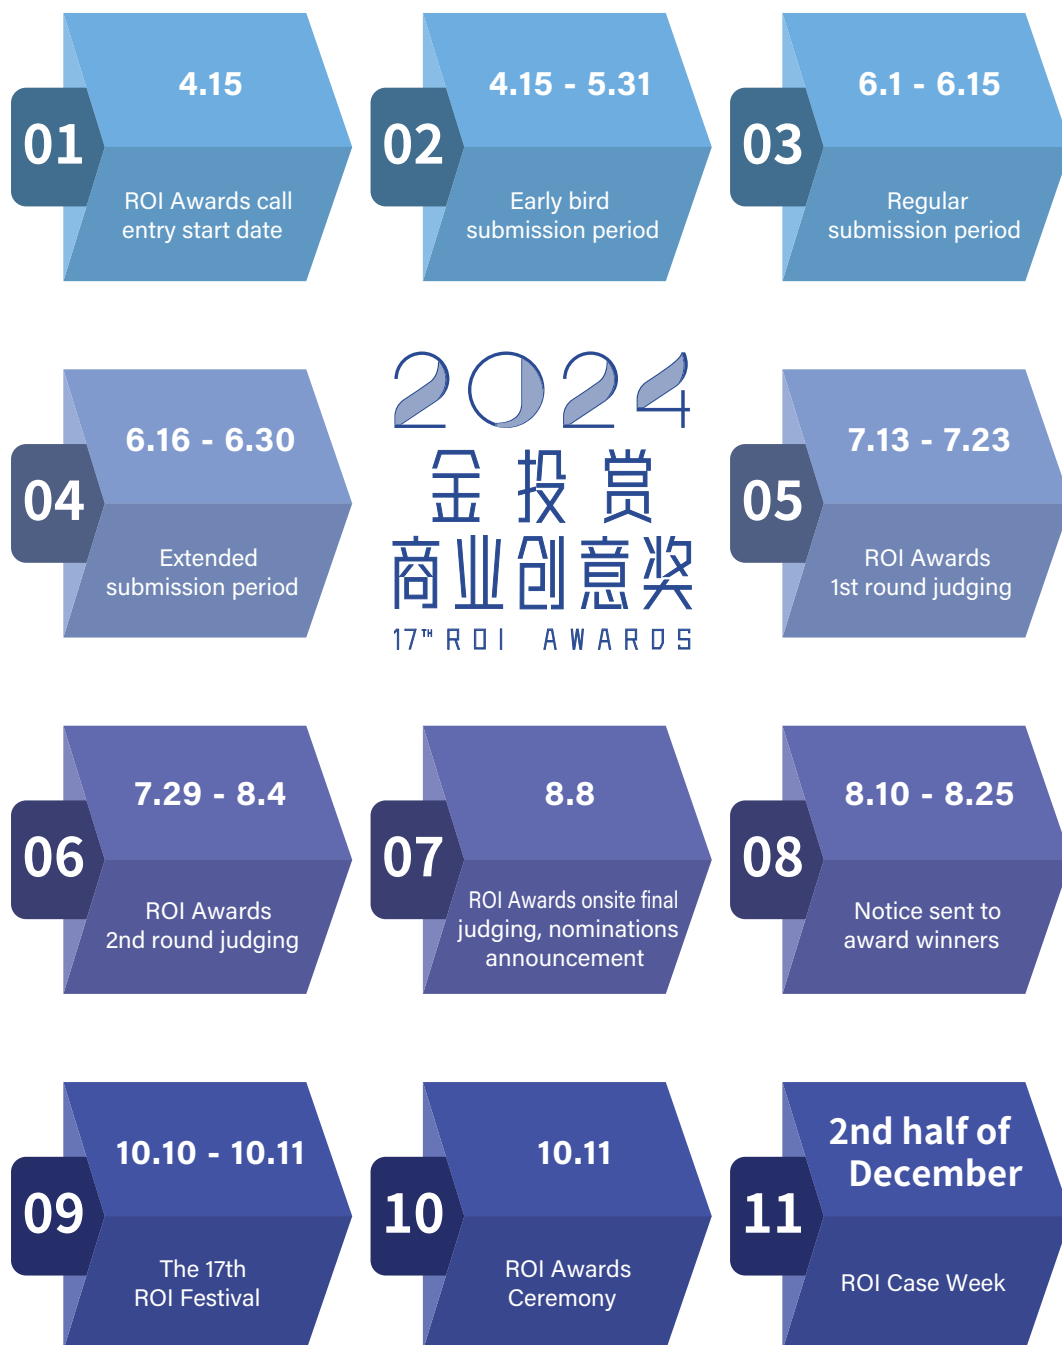 01
4.15
ROI Awards call
entry start date
02
4.15 - 5.31
Early bird
submission period
03
6.1 - 6.15
Regular
submission period
04
6.16 - 6.30
Extended
submission period
2024
金投赏
商业创意奖
17TH ROI AWARDS
05
7.13 - 7.23
ROI Awards
1st round judging
06
7.29 - 8.4
ROI Awards
2nd round judging
07
8.8
ROI Awards onsite final
judging, nominations
announcement
08
8.10 - 8.25
Notice sent to
award winners
09
10.10 - 10.11
The 17th
ROI Festival
10
10.11
ROI Awards
Ceremony
11
2nd half of
December
ROI Case Week